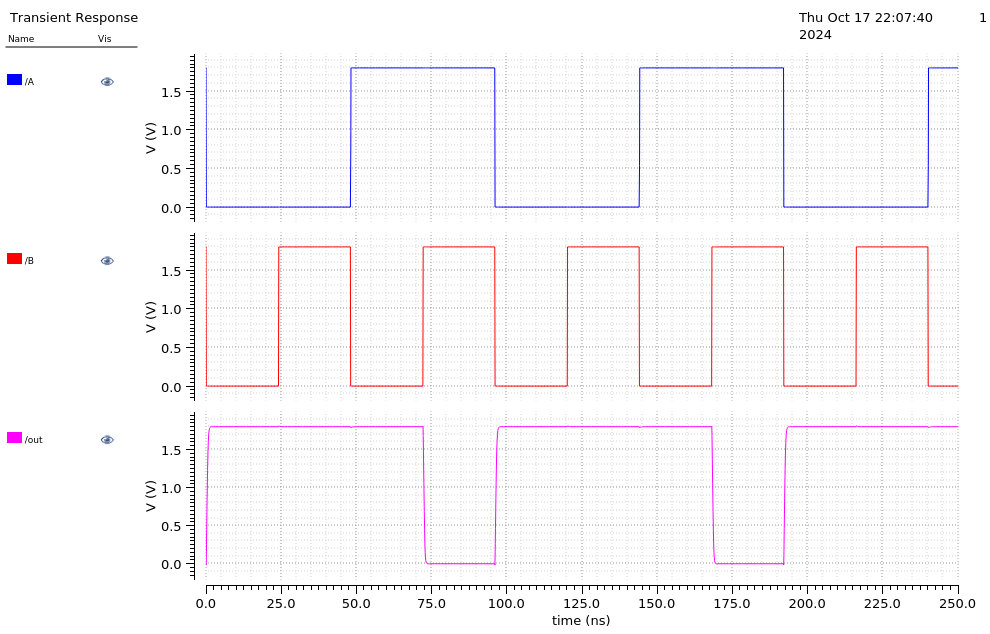 Transient Response
Thu Oct 17 22:07:40 2024
1
Name Vis
/A
V (V)
1.5
1.0
0.5
0.0
/B
V (V)
1.5
1.0
0.5
0.0
/out
V (V)
1.5
1.0
0.5
0.0
0.0 25.0 50.0 75.0 100.0 125.0 150.0 175.0 200.0 225.0 250.0
time (ns)